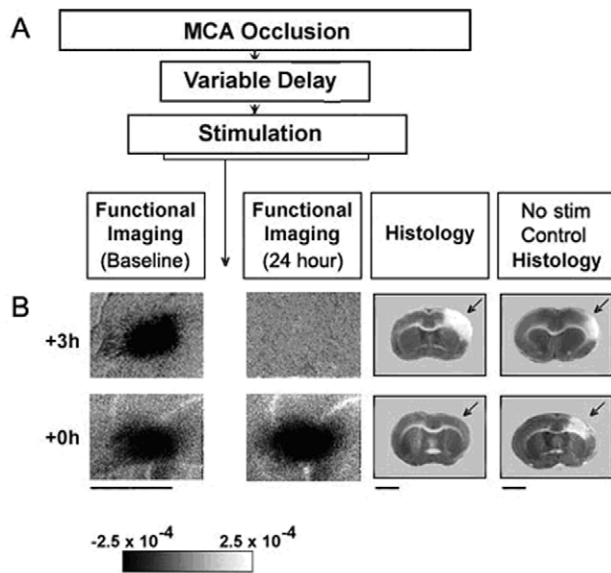 A
MCA Occlusion
Variable Delay
Stimulation
Functional
Imaging
(Baseline)
Functional
Imaging
(24 hour)
Histology
No stim
Control
Histology
B
+3h
+0h
-2.5 x 10⁻⁴ 2.5 x 10⁻⁴